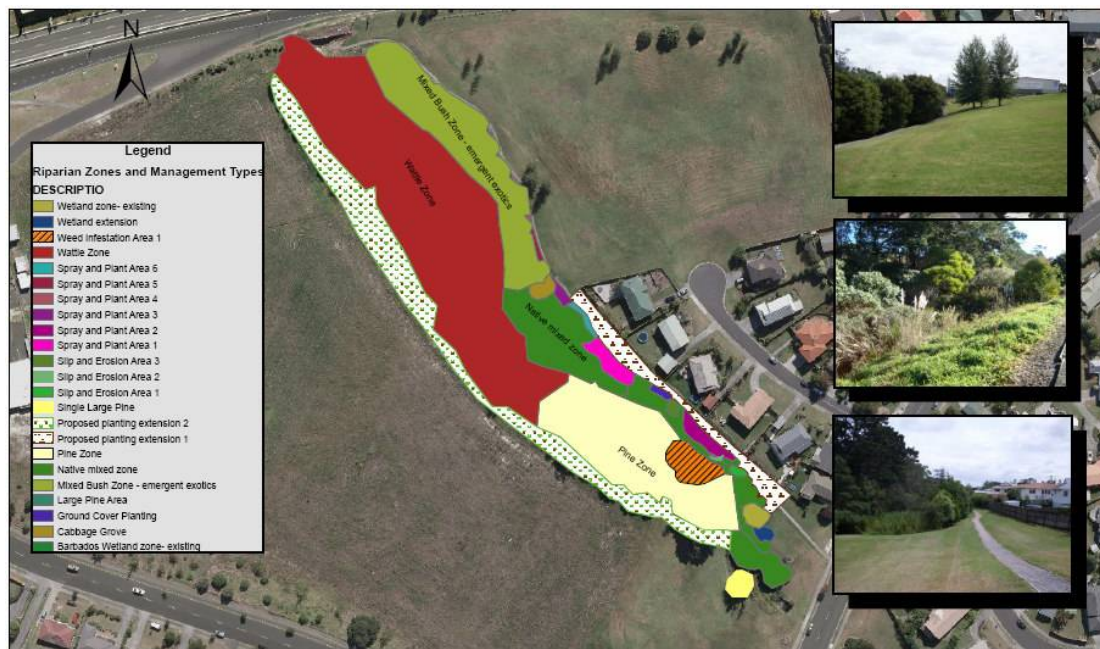 N
Legend
Riparian Zones and Management Types
DESCRIPTIO
Wetland zone- existing
Wetland extension
Weed Infestation Area 1
Wattle Zone
Spray and Plant Area 6
Spray and Plant Area 5
Spray and Plant Area 4
Spray and Plant Area 3
Spray and Plant Area 2
Spray and Plant Area 1
Slip and Erosion Area 3
Slip and Erosion Area 2
Slip and Erosion Area 1
Single Large Pine
Proposed planting extension 2
Proposed planting extension 1
Pine Zone
Native mixed zone
Mixed Bush Zone - emergent exotics
Large Pine Area
Ground Cover Planting
Cabbage Grove
Barbados Wetland zone- existing
Mixed Bush Zone - emergent exotics
Wattle Zone
Native mixed zone
Pine Zone